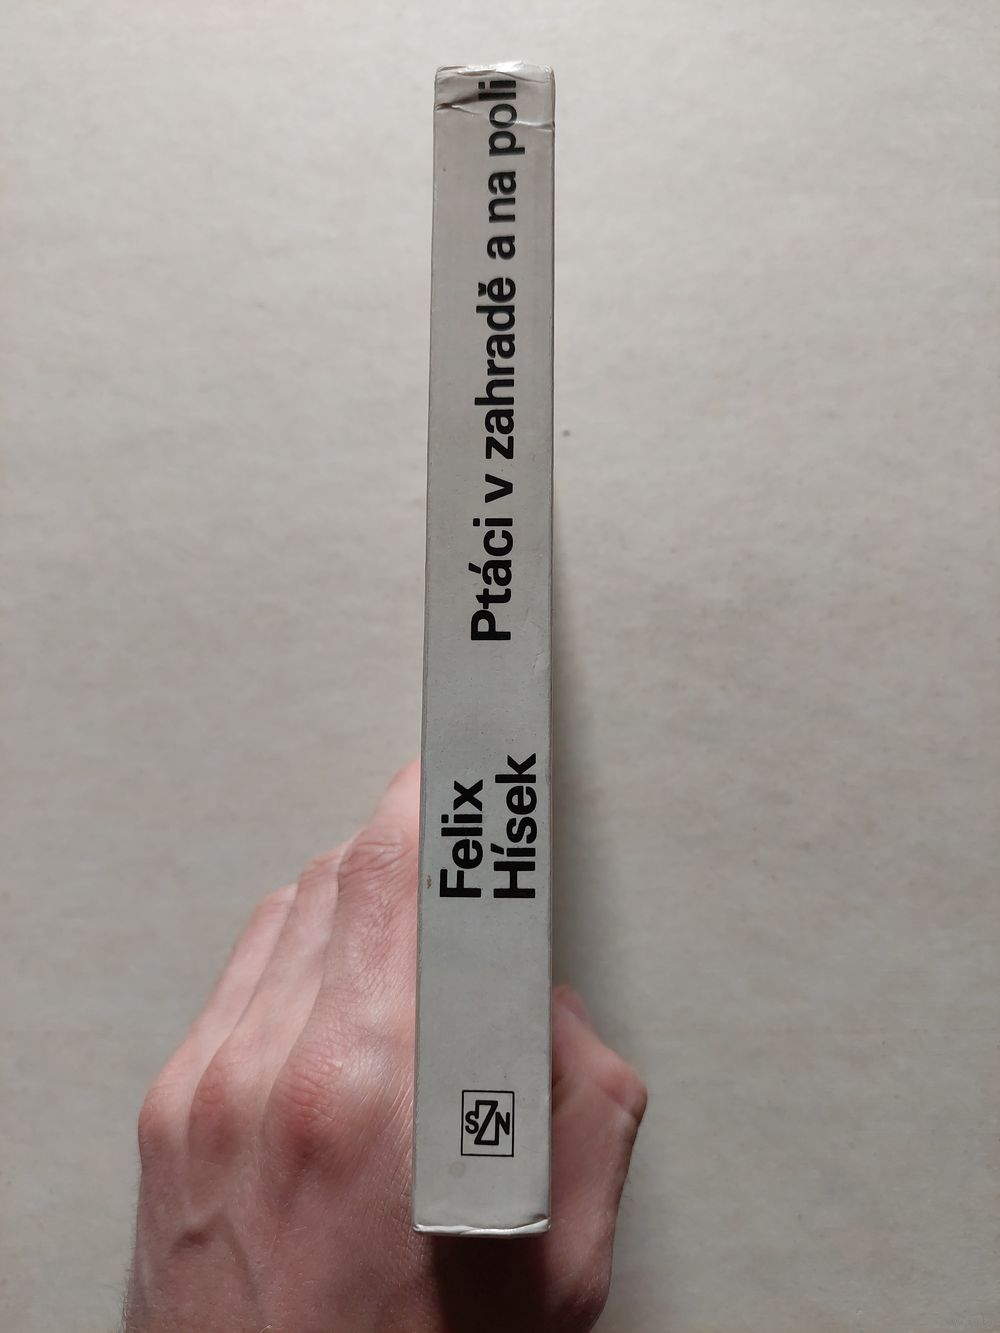 Felix
Hísek
Ptáci v zahradě a na poli
SZN